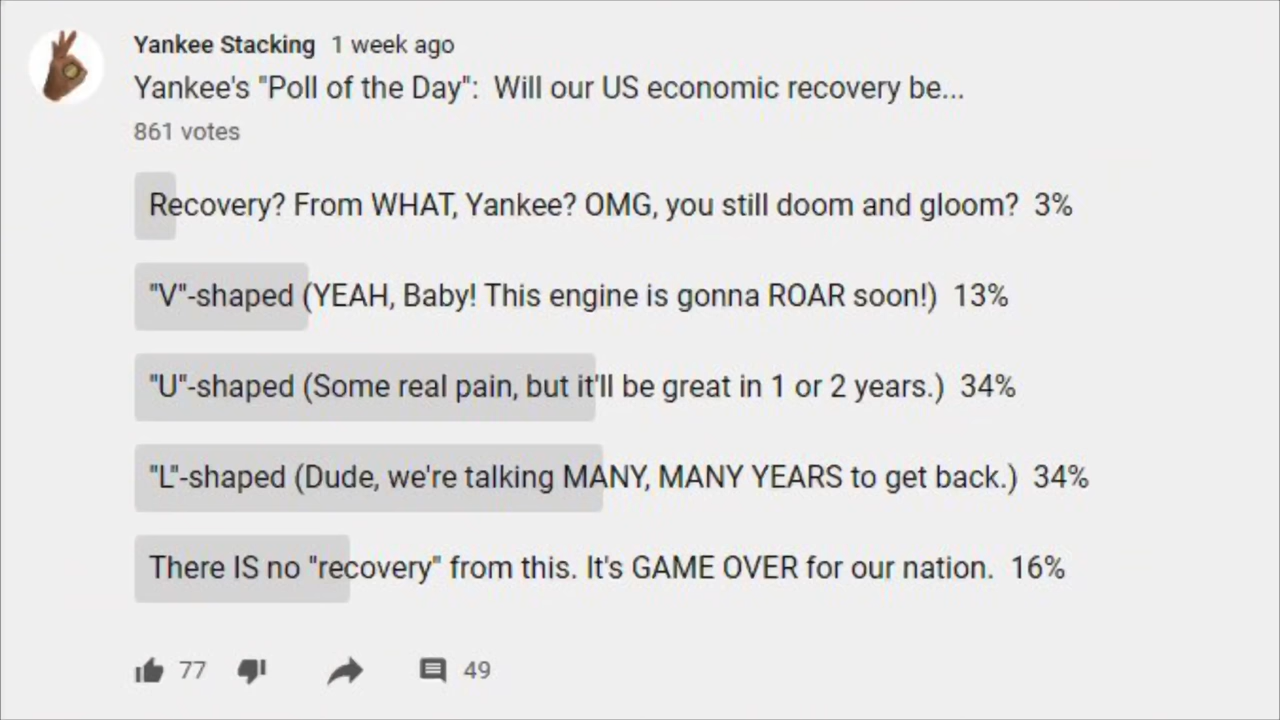 Yankee Stacking 1 week ago
Yankee's "Poll of the Day": Will our US economic recovery be...
861 votes
Recovery? From WHAT, Yankee? OMG, you still doom and gloom? 3%
"V"-shaped (YEAH, Baby! This engine is gonna ROAR soon!) 13%
"U"-shaped (Some real pain, but it'll be great in 1 or 2 years.) 34%
"L"-shaped (Dude, we're talking MANY, MANY YEARS to get back.) 34%
There IS no "recovery" from this. It's GAME OVER for our nation. 16%
77 49